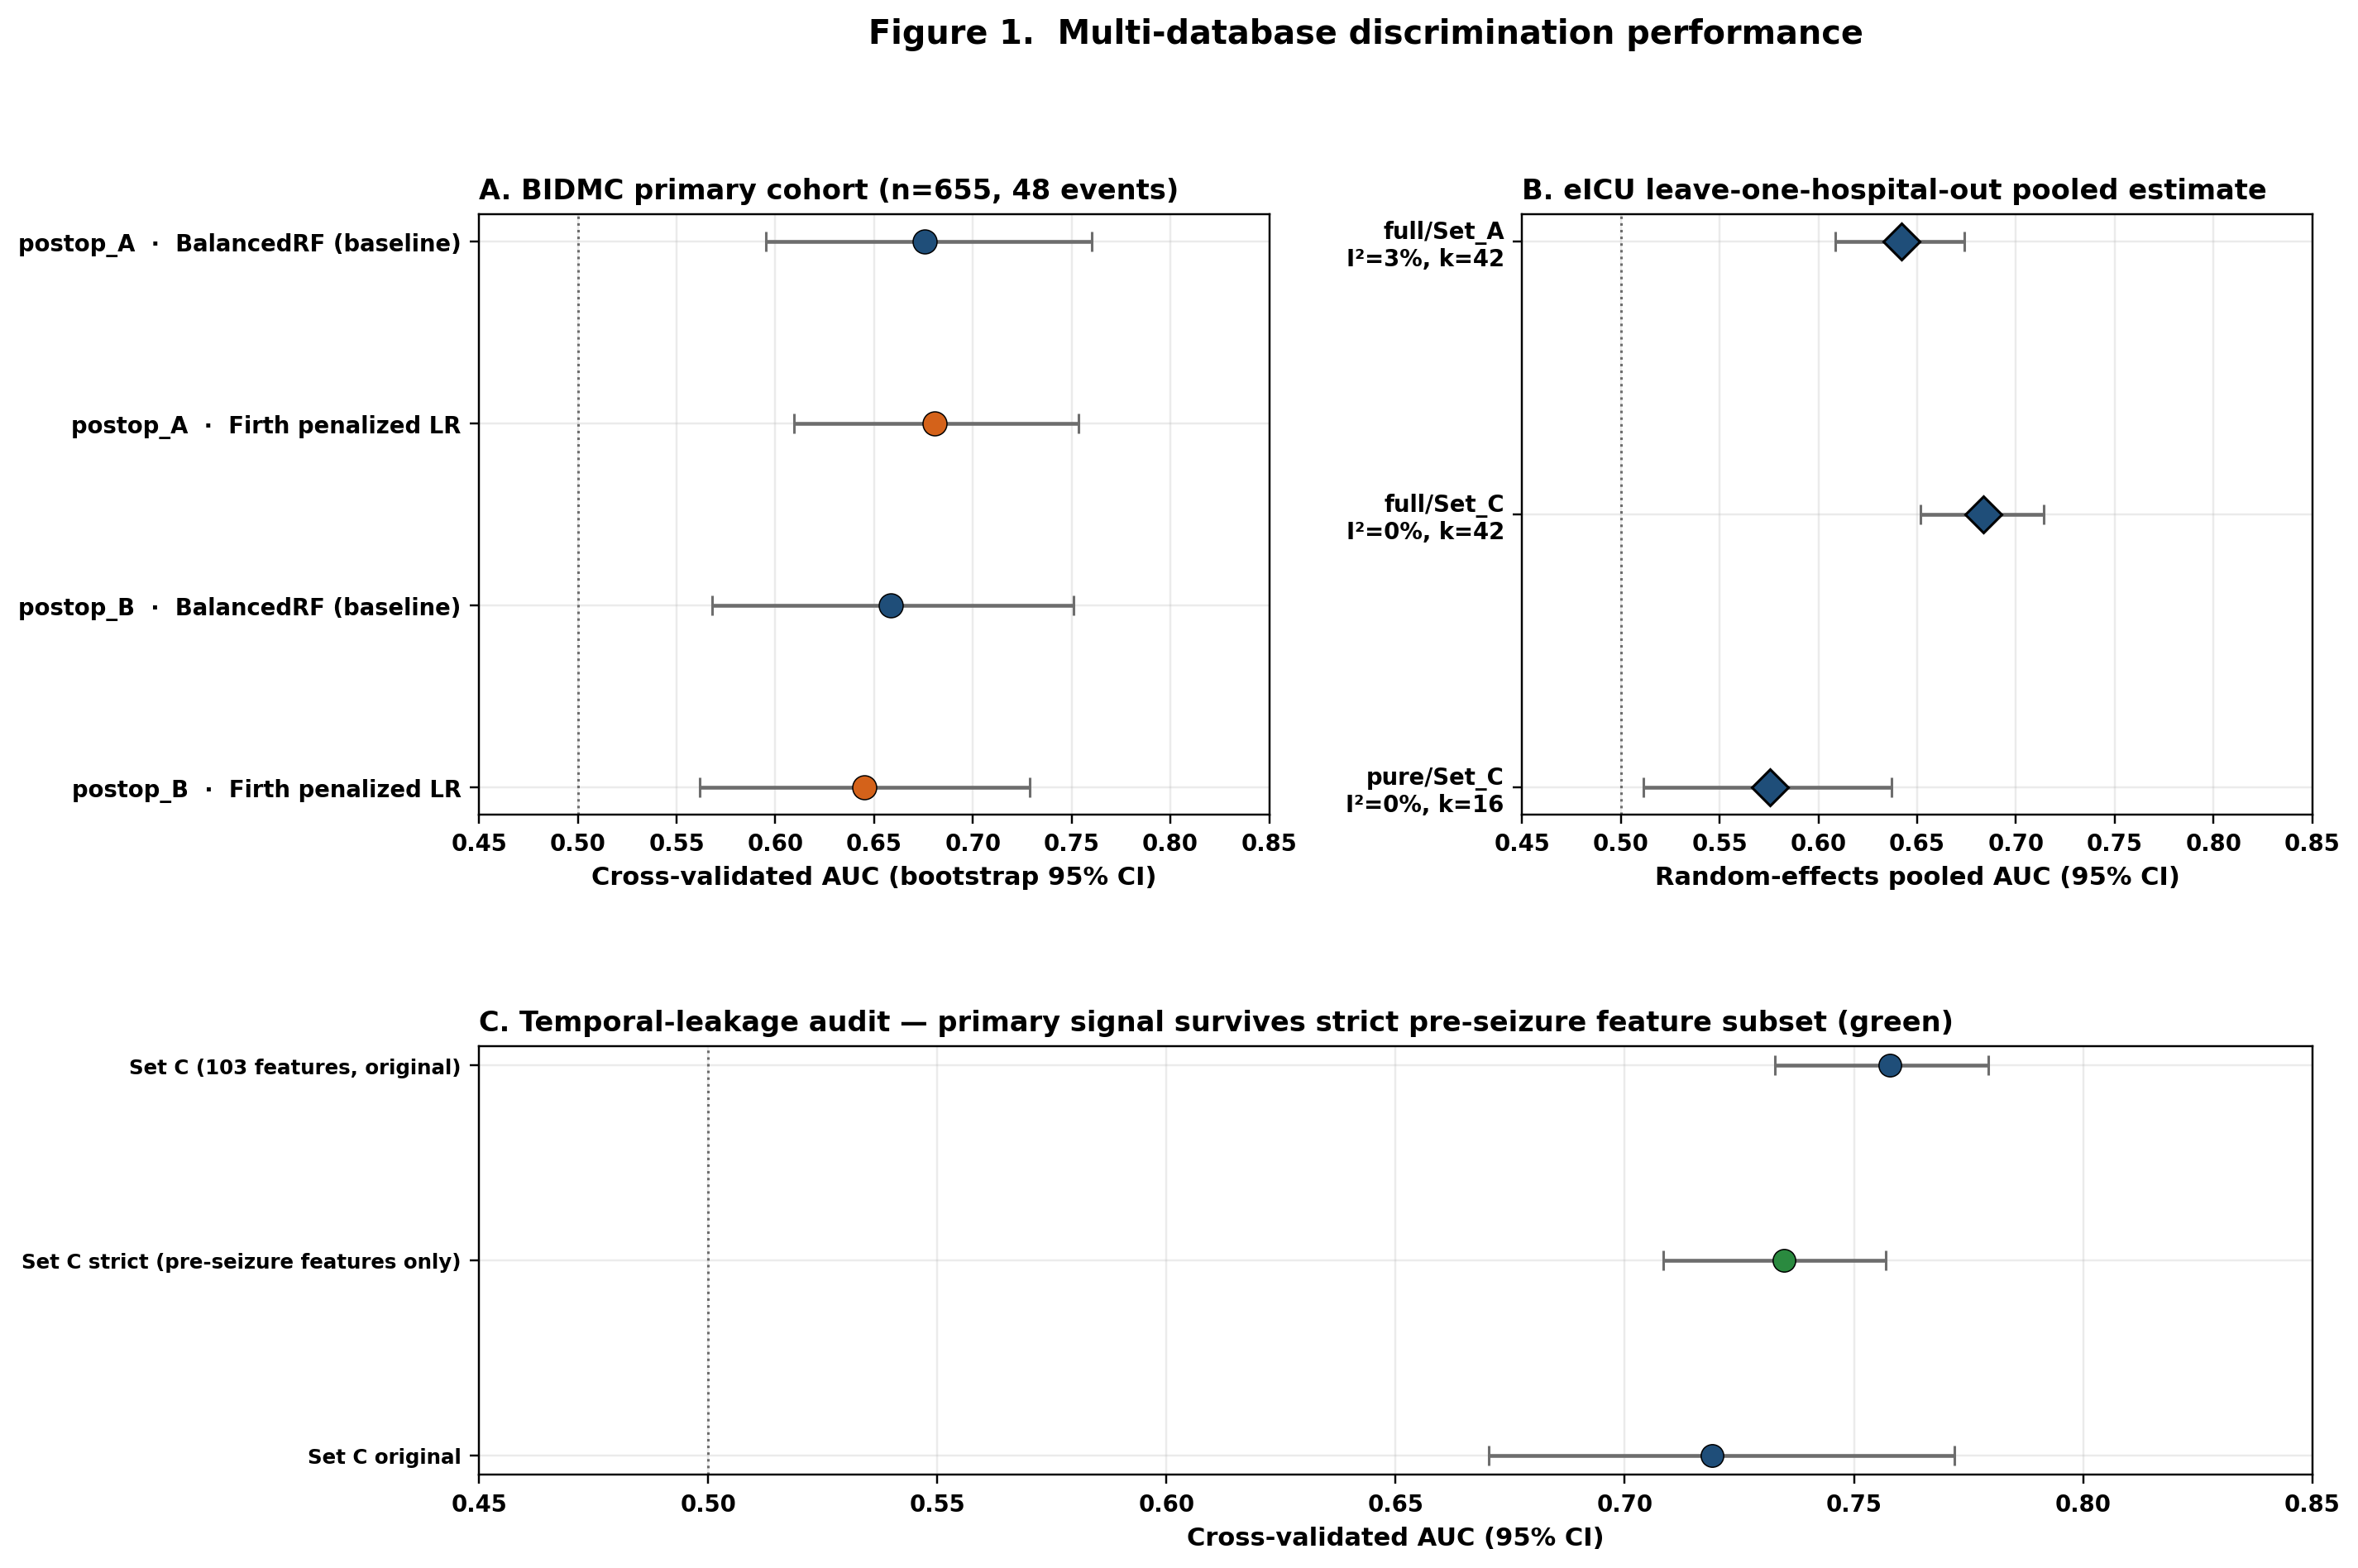 Figure 1.  Multi-database discrimination performance
A. BIDMC primary cohort (n=655, 48 events)
postop_A  ·  BalancedRF (baseline)
postop_A  ·  Firth penalized LR
postop_B  ·  BalancedRF (baseline)
postop_B  ·  Firth penalized LR
0.45 0.50 0.55 0.60 0.65 0.70 0.75 0.80 0.85
Cross-validated AUC (bootstrap 95% CI)
B. eICU leave-one-hospital-out pooled estimate
full/Set_A
I²=3%, k=42
full/Set_C
I²=0%, k=42
pure/Set_C
I²=0%, k=16
0.45 0.50 0.55 0.60 0.65 0.70 0.75 0.80 0.85
Random-effects pooled AUC (95% CI)
C. Temporal-leakage audit — primary signal survives strict pre-seizure feature subset (green)
Set C (103 features, original)
Set C strict (pre-seizure features only)
Set C original
0.45 0.50 0.55 0.60 0.65 0.70 0.75 0.80 0.85
Cross-validated AUC (95% CI)